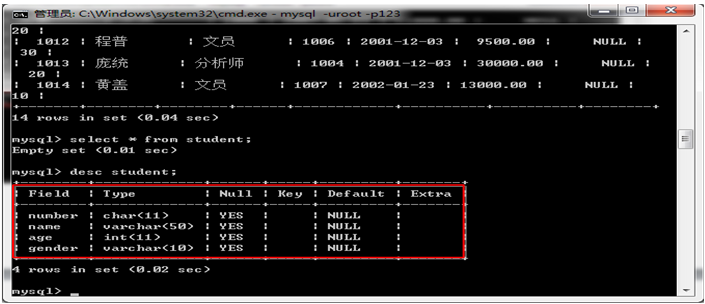 管理员: C:\Windows\system32\cmd.exe - mysql -uroot -p123
20 |
| 1012 | 程普 | 文员 | 1006 | 2001-12-03 | 9500.00 | NULL |
30 |
| 1013 | 庞统 | 分析师 | 1004 | 2001-12-03 | 30000.00 | NULL |
20 |
| 1014 | 黄盖 | 文员 | 1007 | 2002-01-23 | 13000.00 | NULL |
10 |
14 rows in set (0.04 sec)
mysql> select * from student;
Empty set (0.01 sec)
mysql> desc student;
| Field | Type | Null | Key | Default | Extra |
| number | char(11) | YES | | NULL | |
| name | varchar(50) | YES | | NULL | |
| age | int(11) | YES | | NULL | |
| gender | varchar(10) | YES | | NULL | |
4 rows in set (0.02 sec)
mysql> _